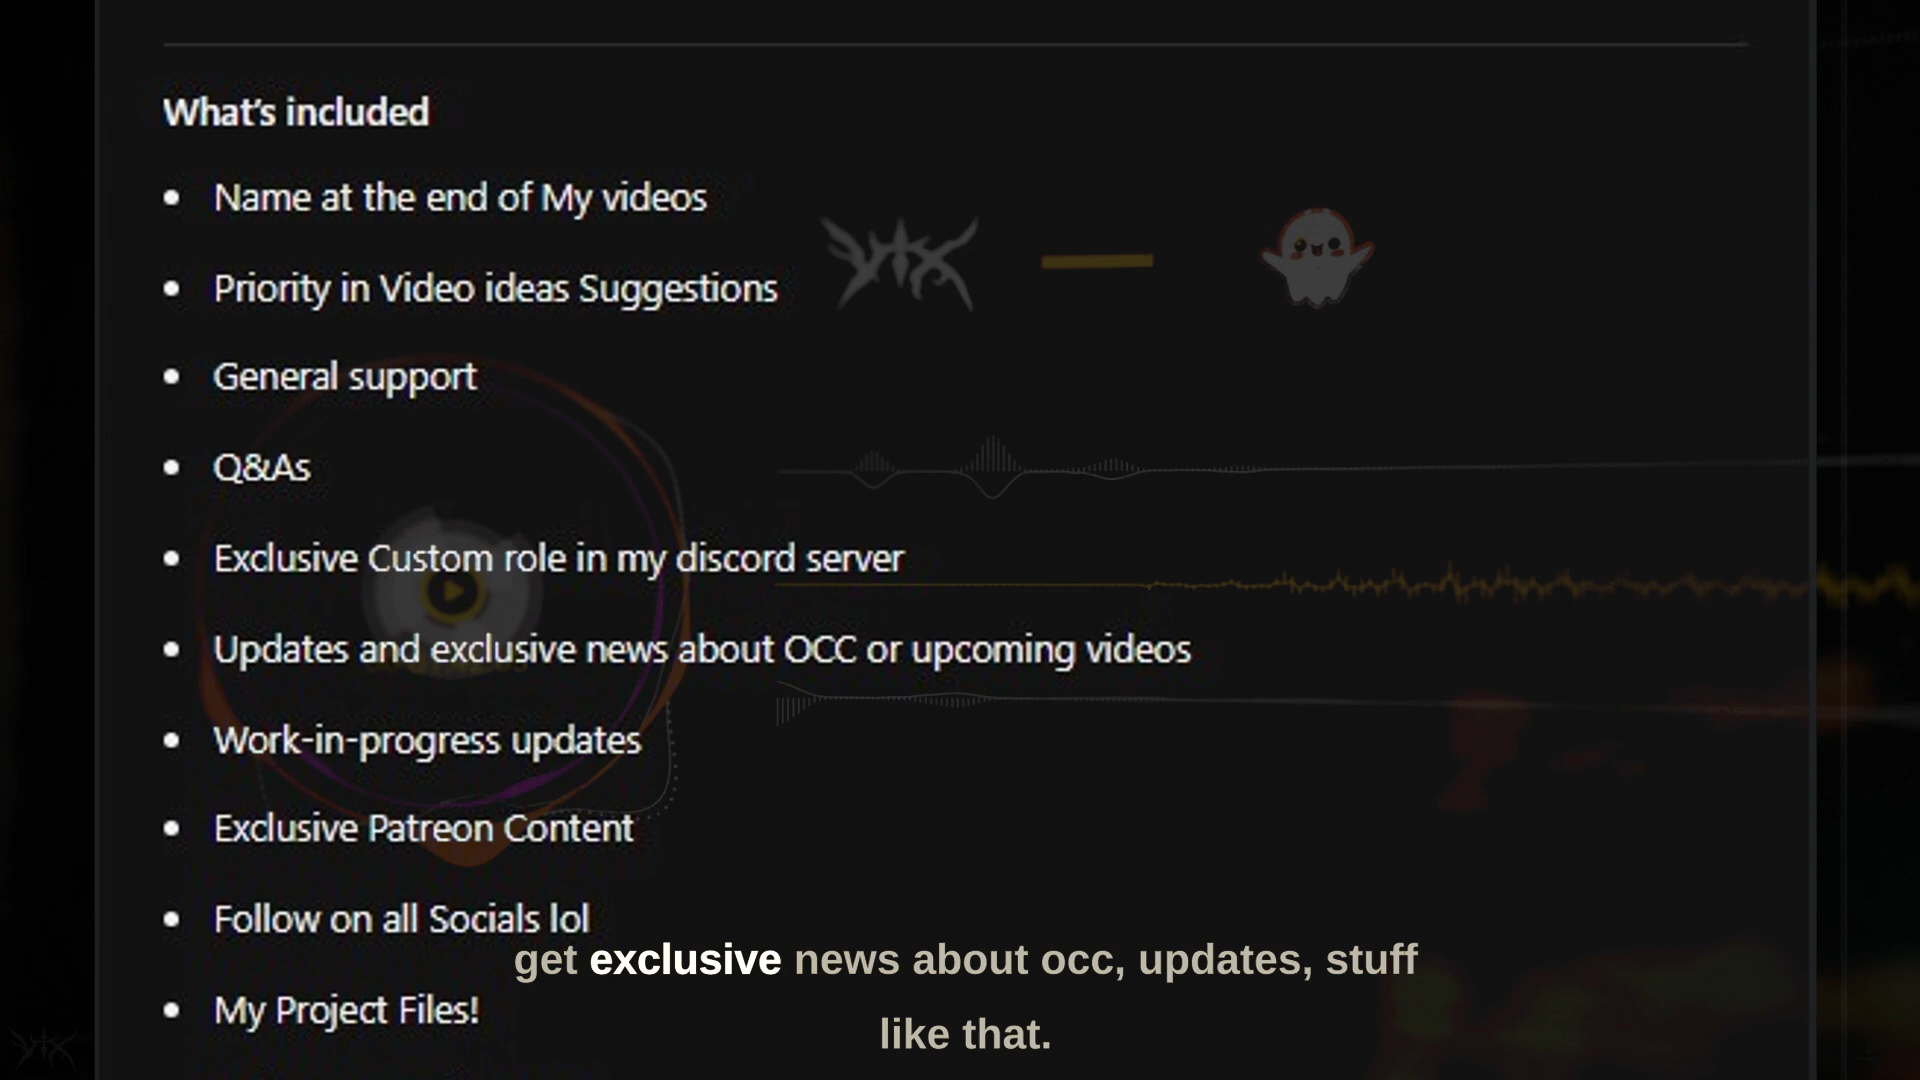 What's included
Name at the end of My videos
Priority in Video ideas Suggestions
General support
Q&As
Exclusive Custom role in my discord server
Updates and exclusive news about OCC or upcoming videos
Work-in-progress updates
Exclusive Patreon Content
Follow on all Socials lol
get exclusive news about occ, updates, stuff
My Project Files!
like that.